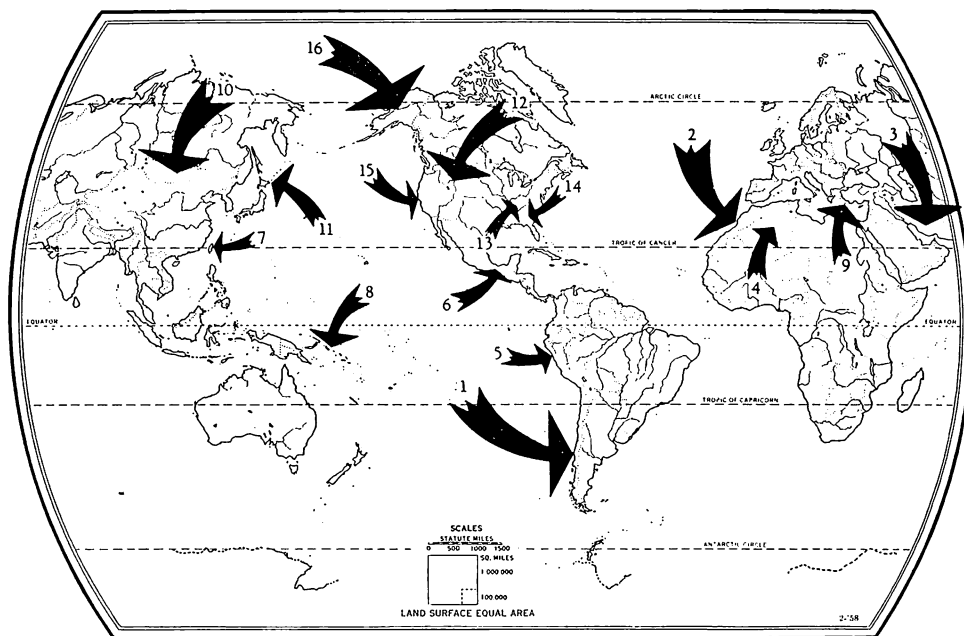 16
10
12
ARCTIC CIRCLE
2
3
15
14
11
13
7
TROPIC OF CANCER
9
4
6
8
EQUATOR
EQUATOR
5
1
TROPIC OF CAPRICORN
SCALES
STATUTE MILES
0 500 1000 1500
SQ. MILES
1 000 000
100 000
LAND SURFACE EQUAL AREA
ANTARCTIC CIRCLE
2-'58